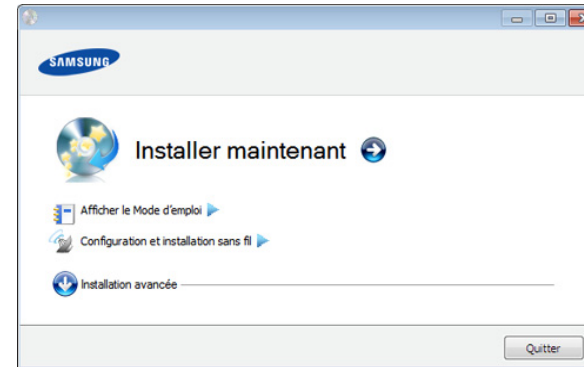 SAMSUNG
Installer maintenant
Afficher le Mode d'emploi
Configuration et installation sans fil
Installation avancée
Quitter